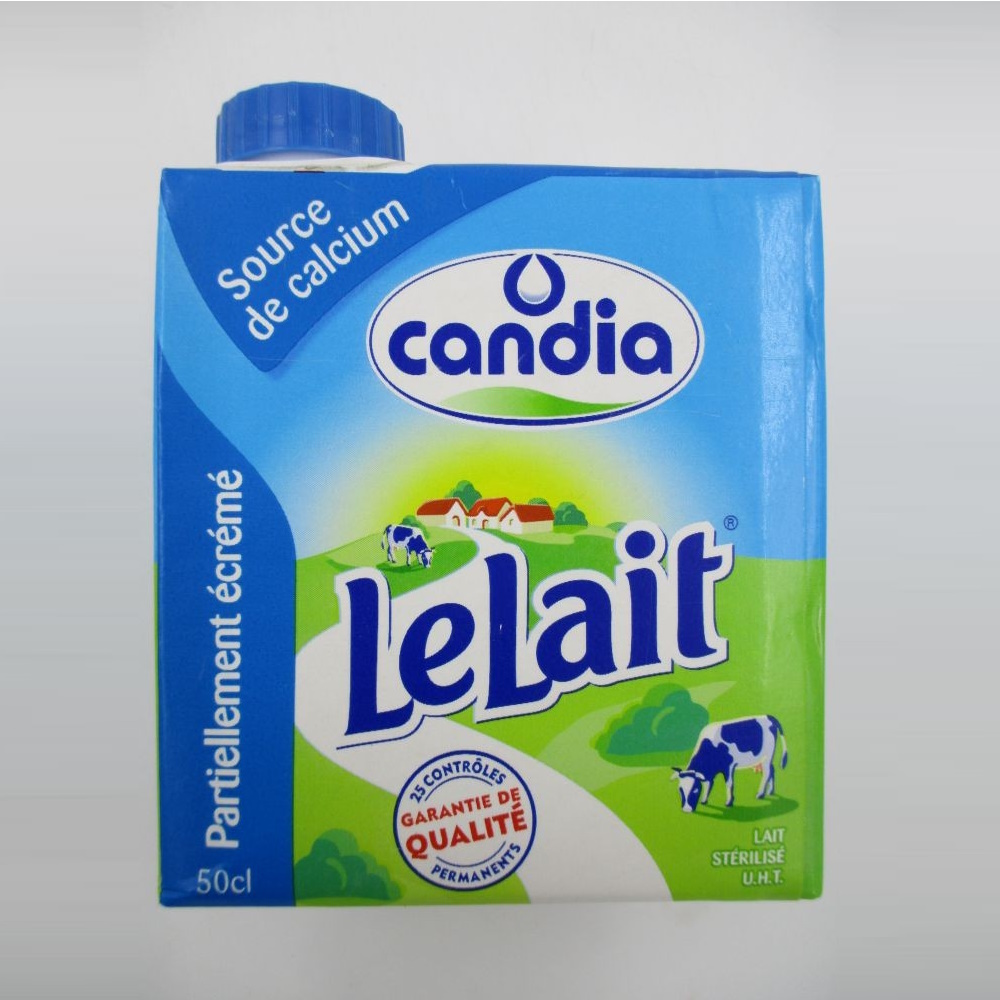 Source
de calcium
candia
Partiellement écrémé
LeLait®
25 CONTRÔLES
GARANTIE DE
QUALITÉ
PERMANENTS
LAIT
STÉRILISÉ
U.H.T.
50cl